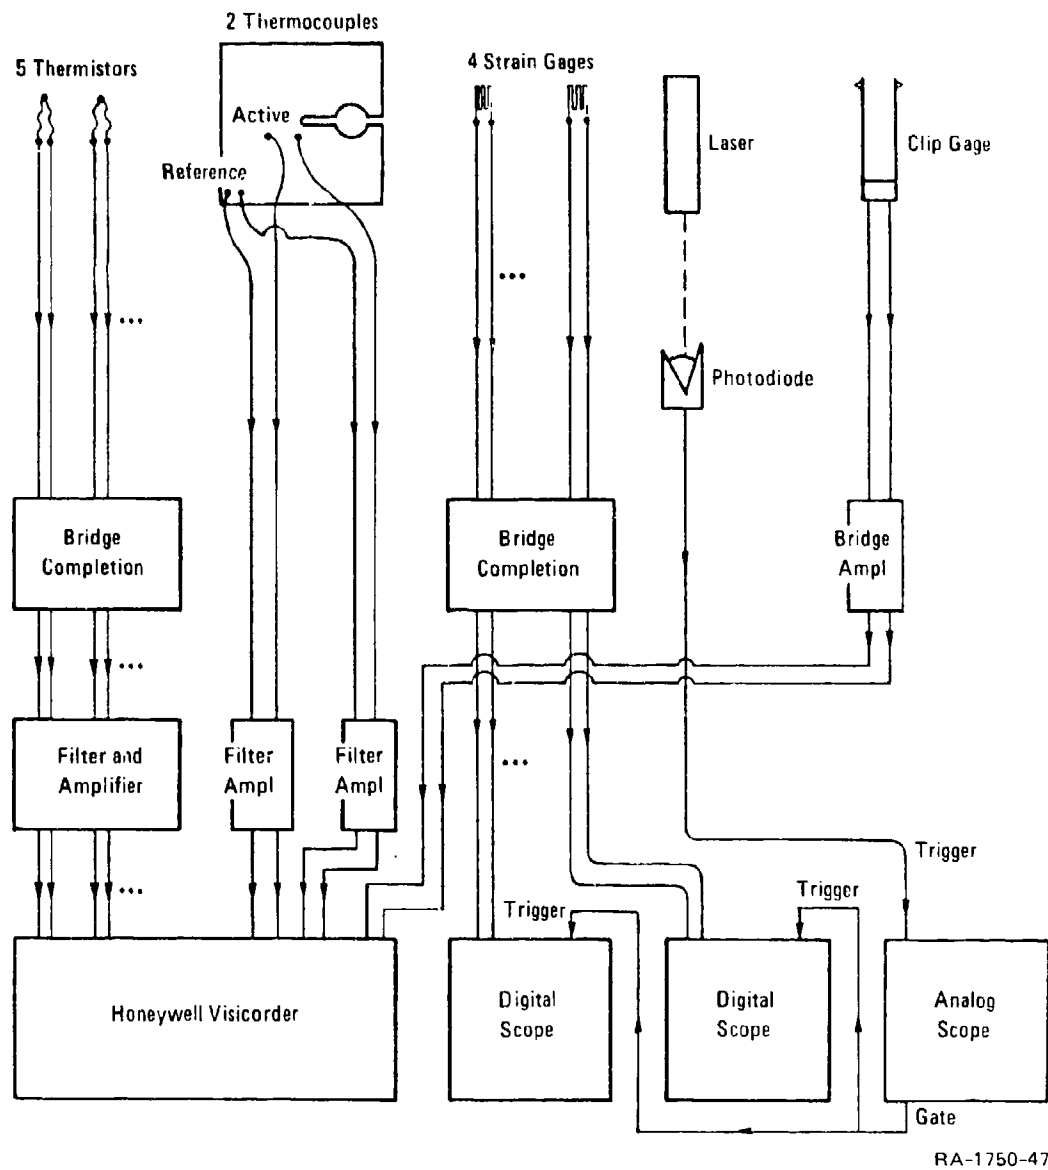 2 Thermocouples
5 Thermistors
4 Strain Gages
Active
Reference
Laser
Clip Gage
Photodiode
Bridge
Completion
Bridge
Completion
Bridge
Ampl
Filter and
Amplifier
Filter
Ampl
Filter
Ampl
Trigger
Trigger
Trigger
Honeywell Visicorder
Digital
Scope
Digital
Scope
Analog
Scope
Gate
RA-1750-47